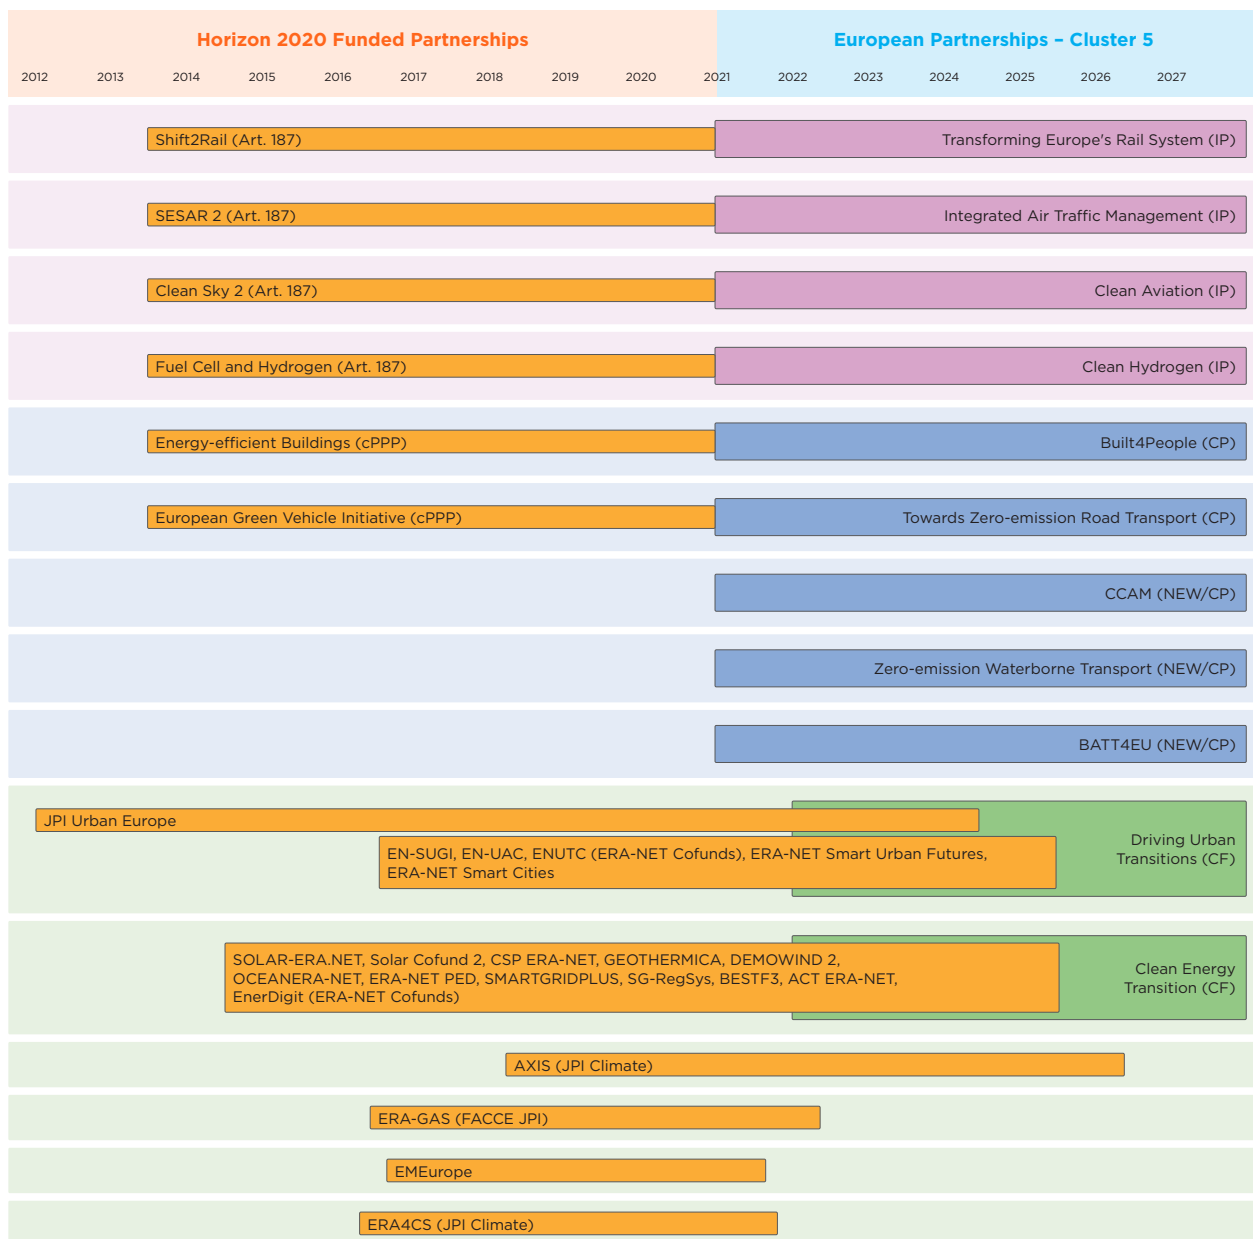 Horizon 2020 Funded Partnerships
European Partnerships – Cluster 5
2012 2013 2014 2015 2016 2017 2018 2019 2020 2021 2022 2023 2024 2025 2026 2027
Shift2Rail (Art. 187)
Transforming Europe's Rail System (IP)
SESAR 2 (Art. 187)
Integrated Air Traffic Management (IP)
Clean Sky 2 (Art. 187)
Clean Aviation (IP)
Fuel Cell and Hydrogen (Art. 187)
Clean Hydrogen (IP)
Energy-efficient Buildings (cPPP)
Built4People (CP)
European Green Vehicle Initiative (cPPP)
Towards Zero-emission Road Transport (CP)
CCAM (NEW/CP)
Zero-emission Waterborne Transport (NEW/CP)
BATT4EU (NEW/CP)
JPI Urban Europe
EN-SUGI, EN-UAC, ENUTC (ERA-NET Cofunds), ERA-NET Smart Urban Futures,
ERA-NET Smart Cities
Driving Urban
Transitions (CF)
SOLAR-ERA.NET, Solar Cofund 2, CSP ERA-NET, GEOTHERMICA, DEMOWIND 2,
OCEANERA-NET, ERA-NET PED, SMARTGRIDPLUS, SG-RegSys, BESTF3, ACT ERA-NET,
EnerDigit (ERA-NET Cofunds)
Clean Energy
Transition (CF)
AXIS (JPI Climate)
ERA-GAS (FACCE JPI)
EMEurope
ERA4CS (JPI Climate)